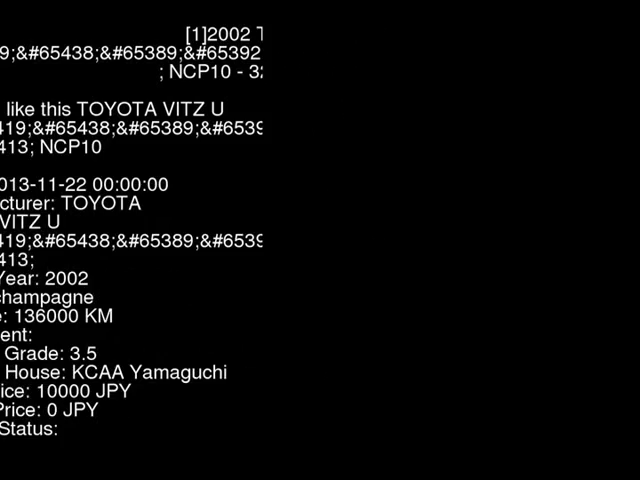 [1]2002 T
9;&#65438;&#65389;&#65392
; NCP10 - 32
like this TOYOTA VITZ U
419;&#65438;&#65389;&#6539
413; NCP10
013-11-22 00:00:00
cturer: TOYOTA
VITZ U
419;&#65438;&#65389;&#6539
413;
Year: 2002
champagne
e: 136000 KM
ent:
Grade: 3.5
House: KCAA Yamaguchi
ice: 10000 JPY
Price: 0 JPY
Status: